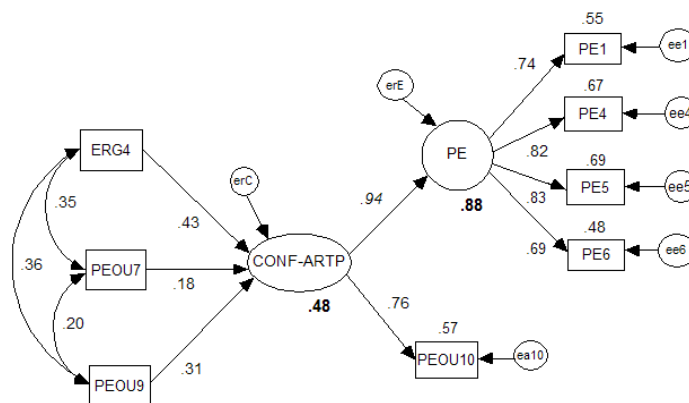 .55
PE1
ee1
.74
erE
.67
PE4
ee4
ERG4
PE
.82
erC
.69
PE5
ee5
.35
.94
.88
.83
.43
.48
.69
PE6
ee6
.36
PEOU7
.18
CONF-ARTP
.48
.76
.20
.57
.31
PEOU10
ea10
PEOU9